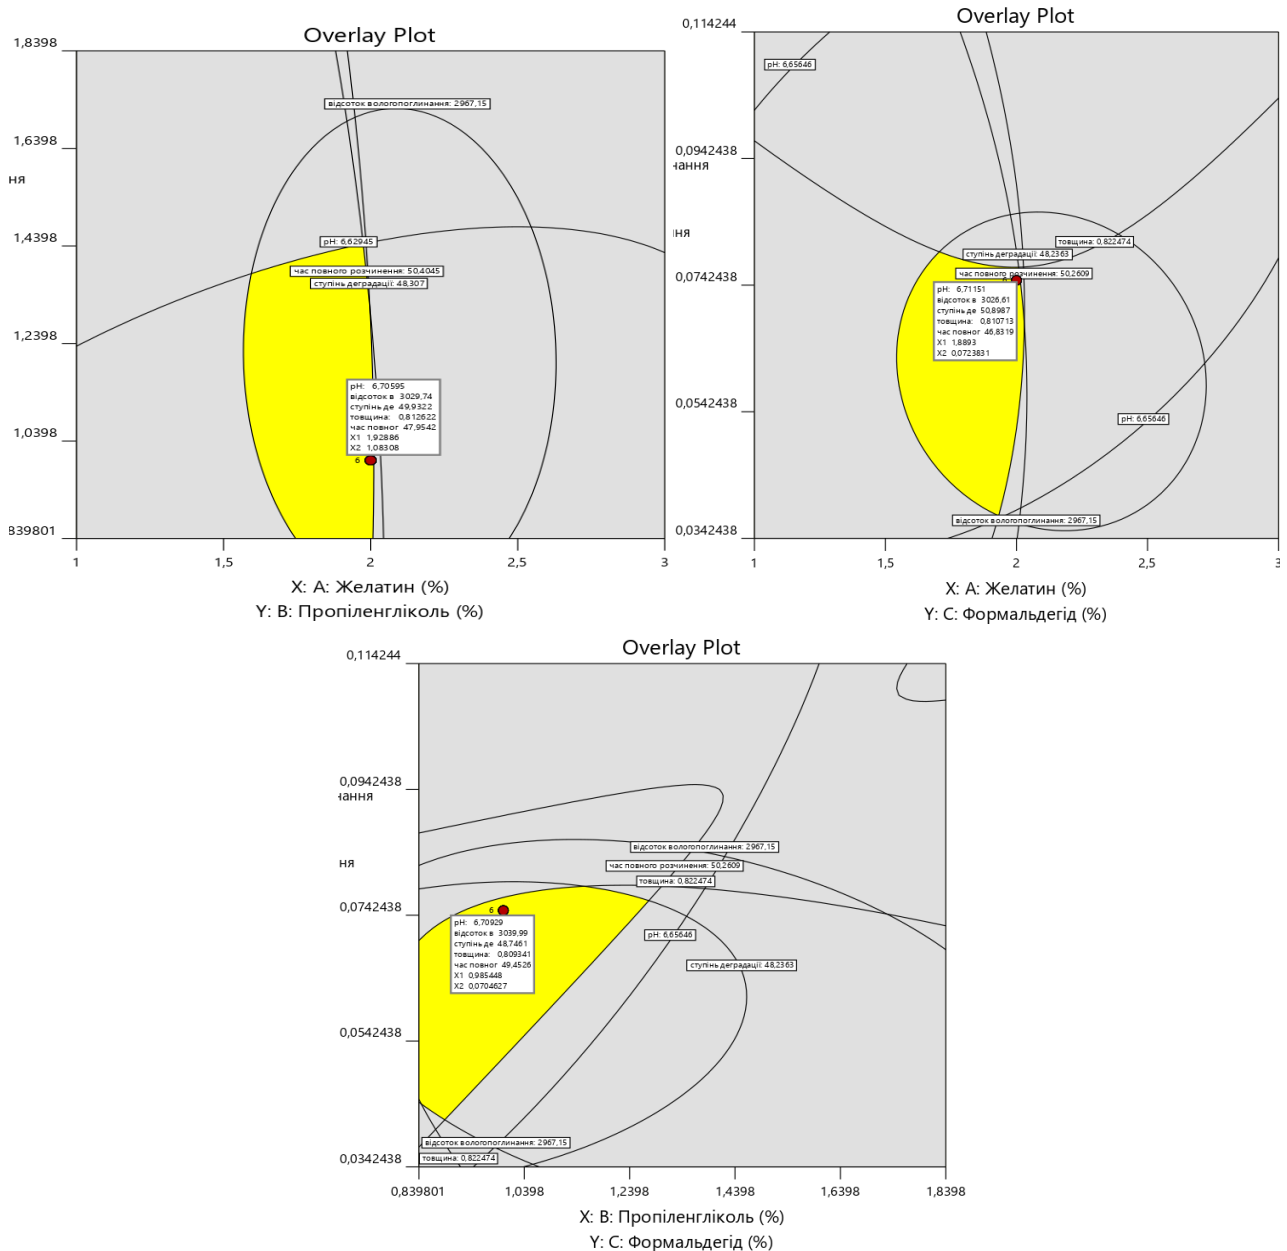 Overlay Plot
1,8398
відсоток вологопоглинання: 2967,15
1,6398
ня
1,4398
pH: 6,62945
час повного розчинення: 50,4045
ступінь деградації: 48,307
1,2398
pH: 6,70595
відсоток в 3029,74
ступінь де 49,9322
товщина: 0,812622
час повног 47,9542
X1 1,92886
X2 1,08308
1,0398
6
839801
1
1,5
2
2,5
3
X: A: Желатин (%)
Y: B: Пропіленгліколь (%)
Overlay Plot
0,114244
pH: 6,65646
0,0942438
чання
ня
товщина: 0,822474
ступінь деградації: 48,2363
час повного розчинення: 50,2609
0,0742438
6
pH: 6,71151
відсоток в 3026,61
ступінь де 50,8987
товщина: 0,810713
час повног 46,8319
X1 1,8893
X2 0,0723831
0,0542438
pH: 6,65646
відсоток вологопоглинання: 2967,15
0,0342438
1
1,5
2
2,5
3
X: A: Желатин (%)
Y: C: Формальдегід (%)
Overlay Plot
0,114244
0,0942438
чання
ня
відсоток вологопоглинання: 2967,15
час повного розчинення: 50,2609
товщина: 0,822474
0,0742438
6
pH: 6,70929
відсоток в 3039,99
ступінь де 48,7461
товщина: 0,809341
час повног 49,4526
X1 0,985448
X2 0,0704627
pH: 6,65646
ступінь деградації: 48,2363
0,0542438
відсоток вологопоглинання: 2967,15
товщина: 0,822474
0,0342438
0,839801
1,0398
1,2398
1,4398
1,6398
1,8398
X: B: Пропіленгліколь (%)
Y: C: Формальдегід (%)